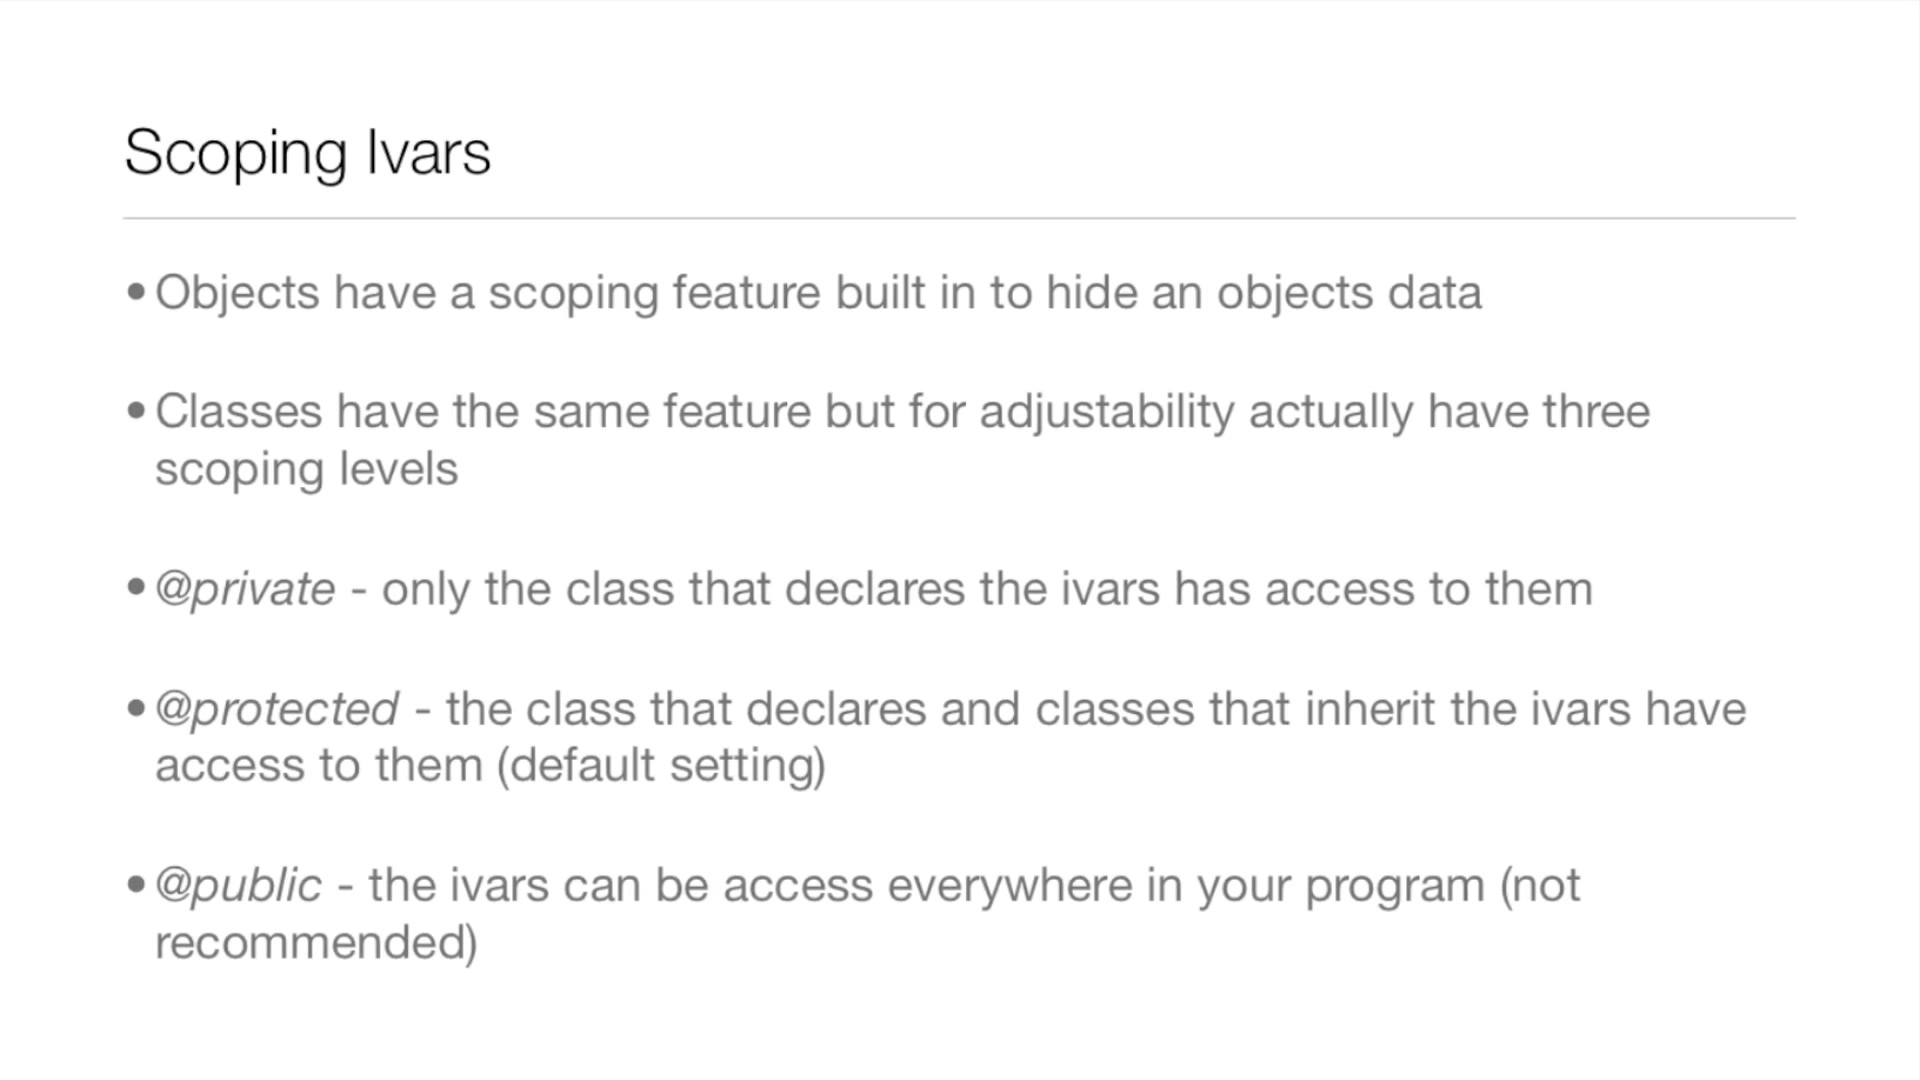 Scoping Ivars
• Objects have a scoping feature built in to hide an objects data
• Classes have the same feature but for adjustability actually have three
scoping levels
• @private - only the class that declares the ivars has access to them
• @protected - the class that declares and classes that inherit the ivars have
access to them (default setting)
• @public - the ivars can be access everywhere in your program (not
recommended)